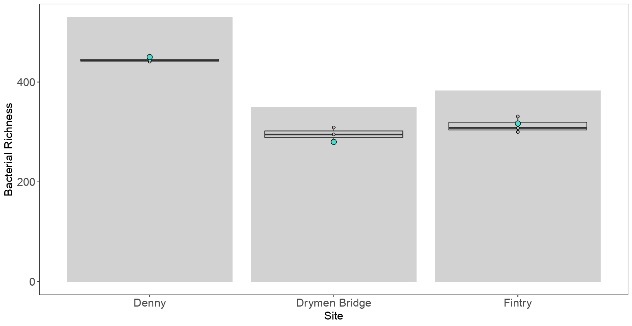 Bacterial Richness
400
200
0
Denny Drymen Bridge Fintry
Site